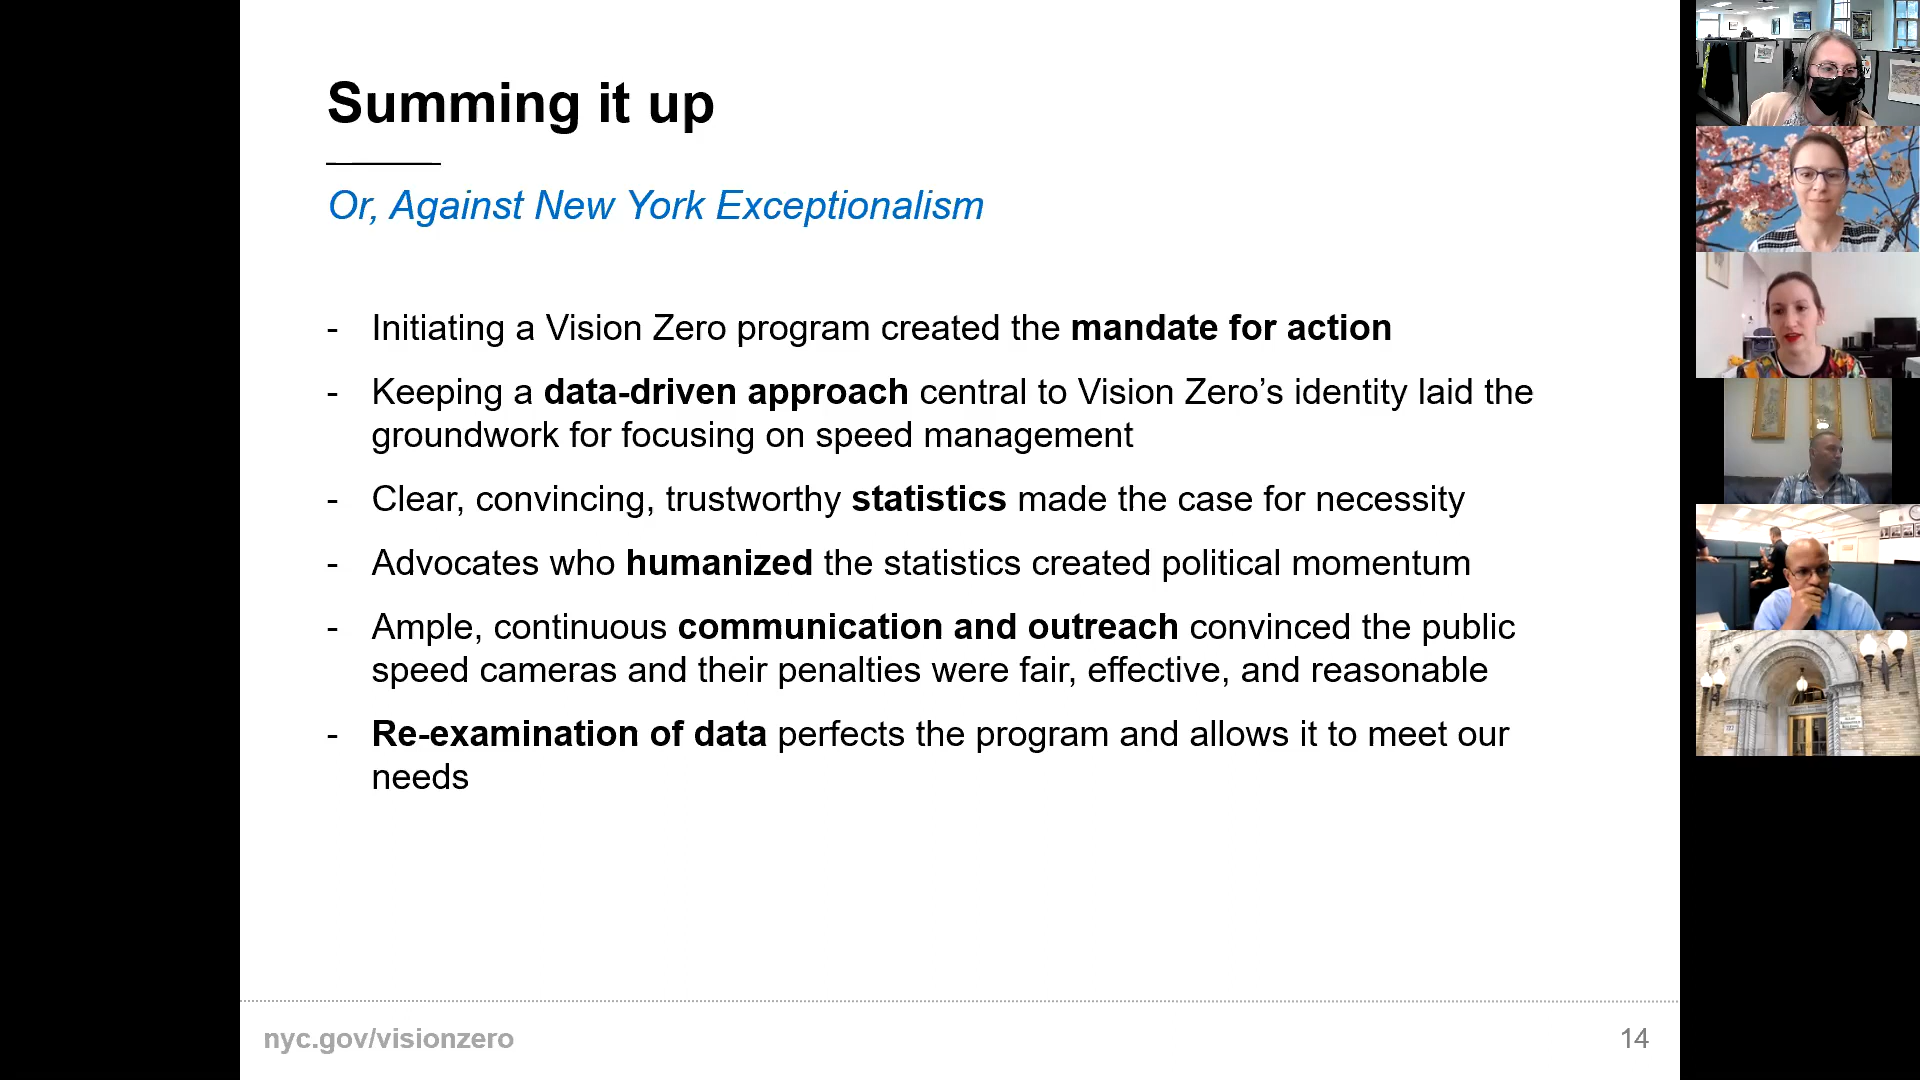 Summing it up
Or, Against New York Exceptionalism
- Initiating a Vision Zero program created the mandate for action
- Keeping a data-driven approach central to Vision Zero’s identity laid the
groundwork for focusing on speed management
- Clear, convincing, trustworthy statistics made the case for necessity
- Advocates who humanized the statistics created political momentum
- Ample, continuous communication and outreach convinced the public
speed cameras and their penalties were fair, effective, and reasonable
- Re-examination of data perfects the program and allows it to meet our
needs
nyc.gov/visionzero
14